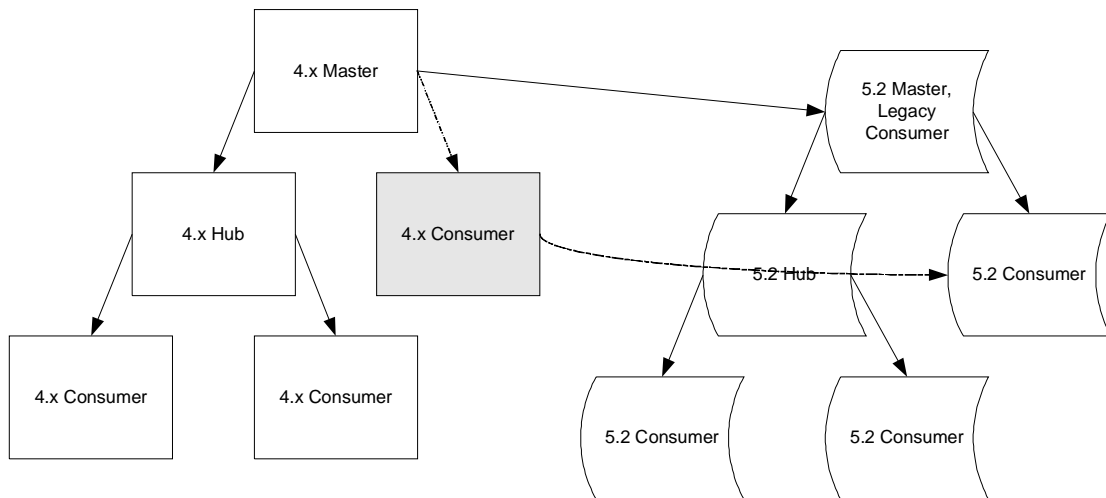 4.x Master
5.2 Master,
Legacy
Consumer
4.x Hub
4.x Consumer
5.2 Hub
5.2 Consumer
4.x Consumer
4.x Consumer
5.2 Consumer
5.2 Consumer